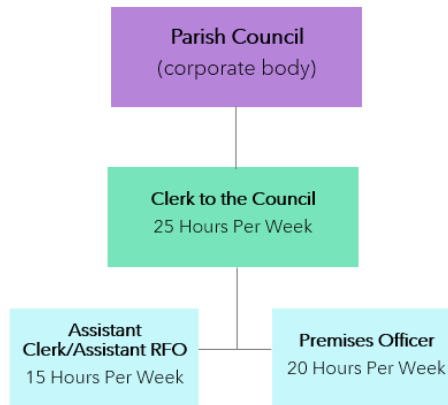 Parish Council
(corporate body)
Clerk to the Council
25 Hours Per Week
Assistant
Clerk/Assistant RFO
15 Hours Per Week
Premises Officer
20 Hours Per Week